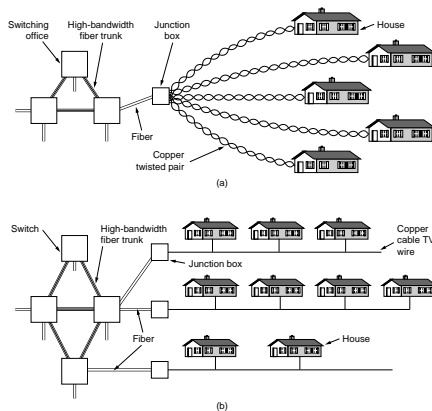 Switching
office
High-bandwidth
fiber trunk
Junction
box
House
Fiber
Copper
twisted pair
(a)
Switch
High-bandwidth
fiber trunk
Junction box
Copper
cable TV
wire
Fiber
House
(b)